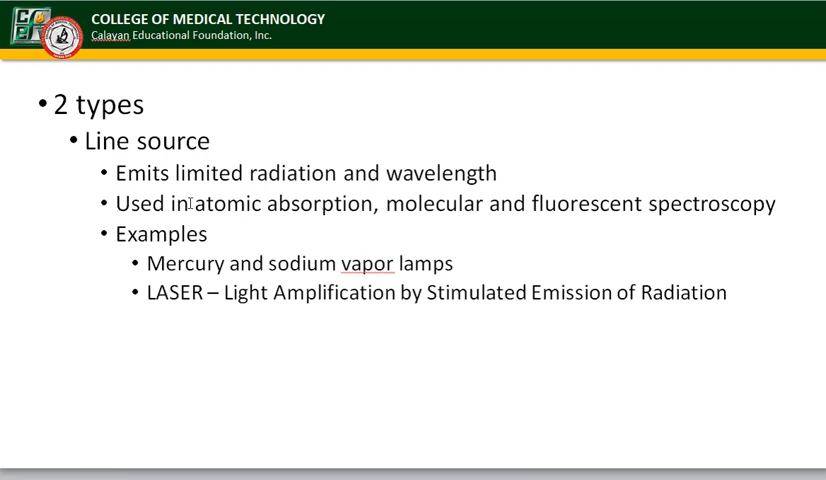 COLLEGE OF MEDICAL TECHNOLOGY
Calayan Educational Foundation, Inc.
• 2 types
• Line source
• Emits limited radiation and wavelength
• Used in atomic absorption, molecular and fluorescent spectroscopy
• Examples
• Mercury and sodium vapor lamps
• LASER – Light Amplification by Stimulated Emission of Radiation